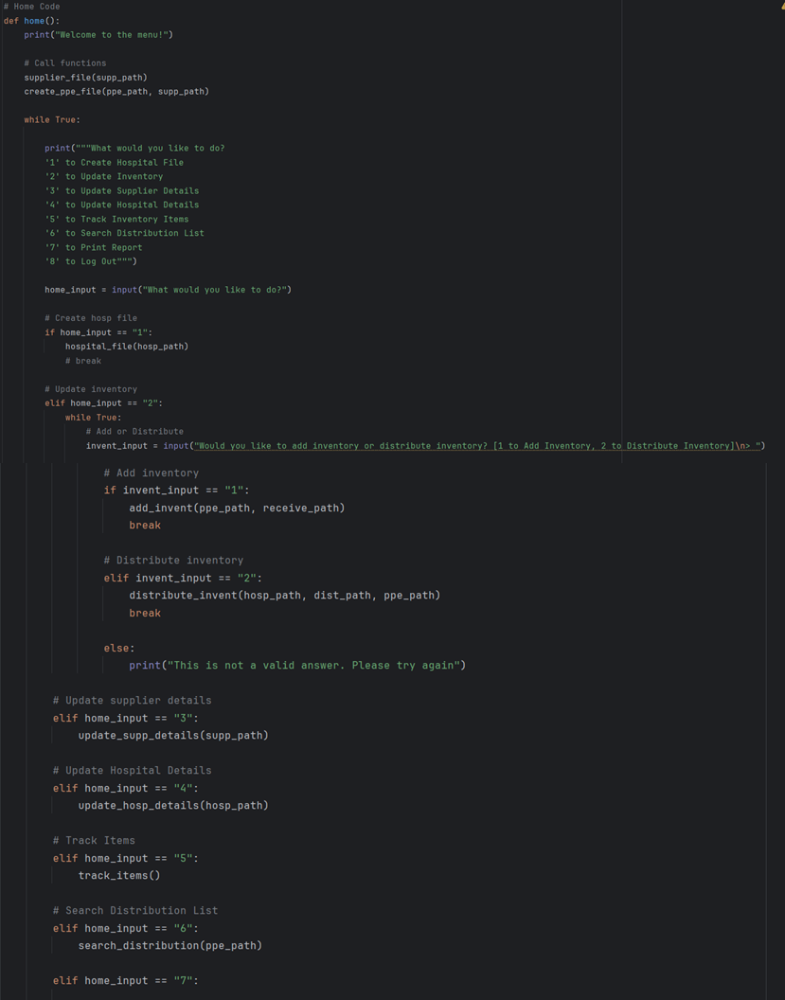 # Home Code
def home():
    print("Welcome to the menu!")

    # Call functions
    supplier_file(supp_path)
    create_ppe_file(ppe_path, supp_path)

    while True:

        print("""What would you like to do?
        '1' to Create Hospital File
        '2' to Update Inventory
        '3' to Update Supplier Details
        '4' to Update Hospital Details
        '5' to Track Inventory Items
        '6' to Search Distribution List
        '7' to Print Report
        '8' to Log Out""")

        home_input = input("What would you like to do?")

        # Create hosp file
        if home_input == "1":
            hospital_file(hosp_path)
            # break

        # Update inventory
        elif home_input == "2":
            while True:
                # Add or Distribute
                invent_input = input("Would you like to add inventory or distribute inventory? [1 to Add Inventory, 2 to Distribute Inventory]\n> ")
                # Add inventory
                if invent_input == "1":
                    add_invent(ppe_path, receive_path)
                    break

                # Distribute inventory
                elif invent_input == "2":
                    distribute_invent(hosp_path, dist_path, ppe_path)
                    break

                else:
                    print("This is not a valid answer. Please try again")

        # Update supplier details
        elif home_input == "3":
            update_supp_details(supp_path)

        # Update Hospital Details
        elif home_input == "4":
            update_hosp_details(hosp_path)

        # Track Items
        elif home_input == "5":
            track_items()

        # Search Distribution List
        elif home_input == "6":
            search_distribution(ppe_path)

        elif home_input == "7":